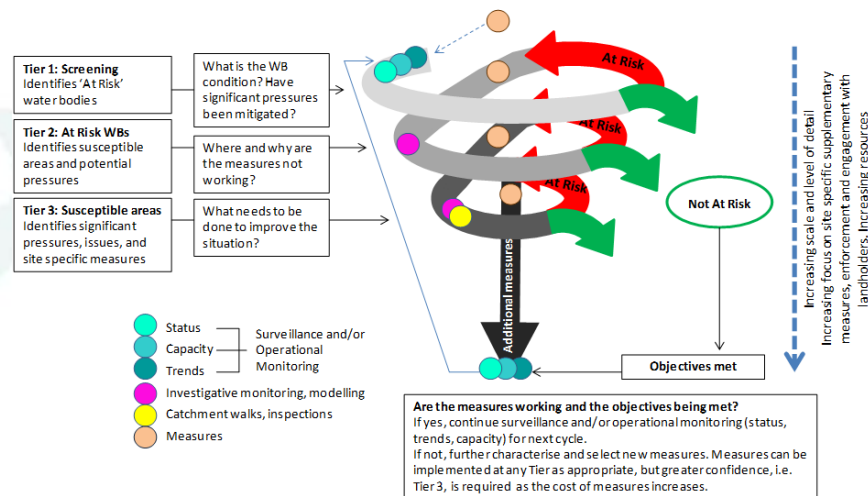 Tier 1: Screening
Identifies ‘At Risk’
water bodies
What is the WB
condition? Have
significant pressures
been mitigated?
Tier 2: At Risk WBs
Identifies susceptible
areas and potential
pressures
Where and why are
the measures not
working?
Tier 3: Susceptible areas
Identifies significant
pressures, issues, and
site specific measures
What needs to be
done to improve the
situation?
At Risk
At Risk
At Risk
Not At Risk
Additional measures
Objectives met
Increasing scale and level of detail
Increasing focus on site specific supplementary
measures, enforcement and engagement with
landholders. Increasing resources
Status
Capacity
Trends
Surveillance and/or
Operational
Monitoring
Investigative monitoring, modelling
Catchment walks, inspections
Measures
Are the measures working and the objectives being met?
If yes, continue surveillance and/or operational monitoring (status,
trends, capacity) for next cycle.
If not, further characterise and select new measures. Measures can be
implemented at any Tier as appropriate, but greater confidence, i.e.
Tier 3, is required as the cost of measures increases.